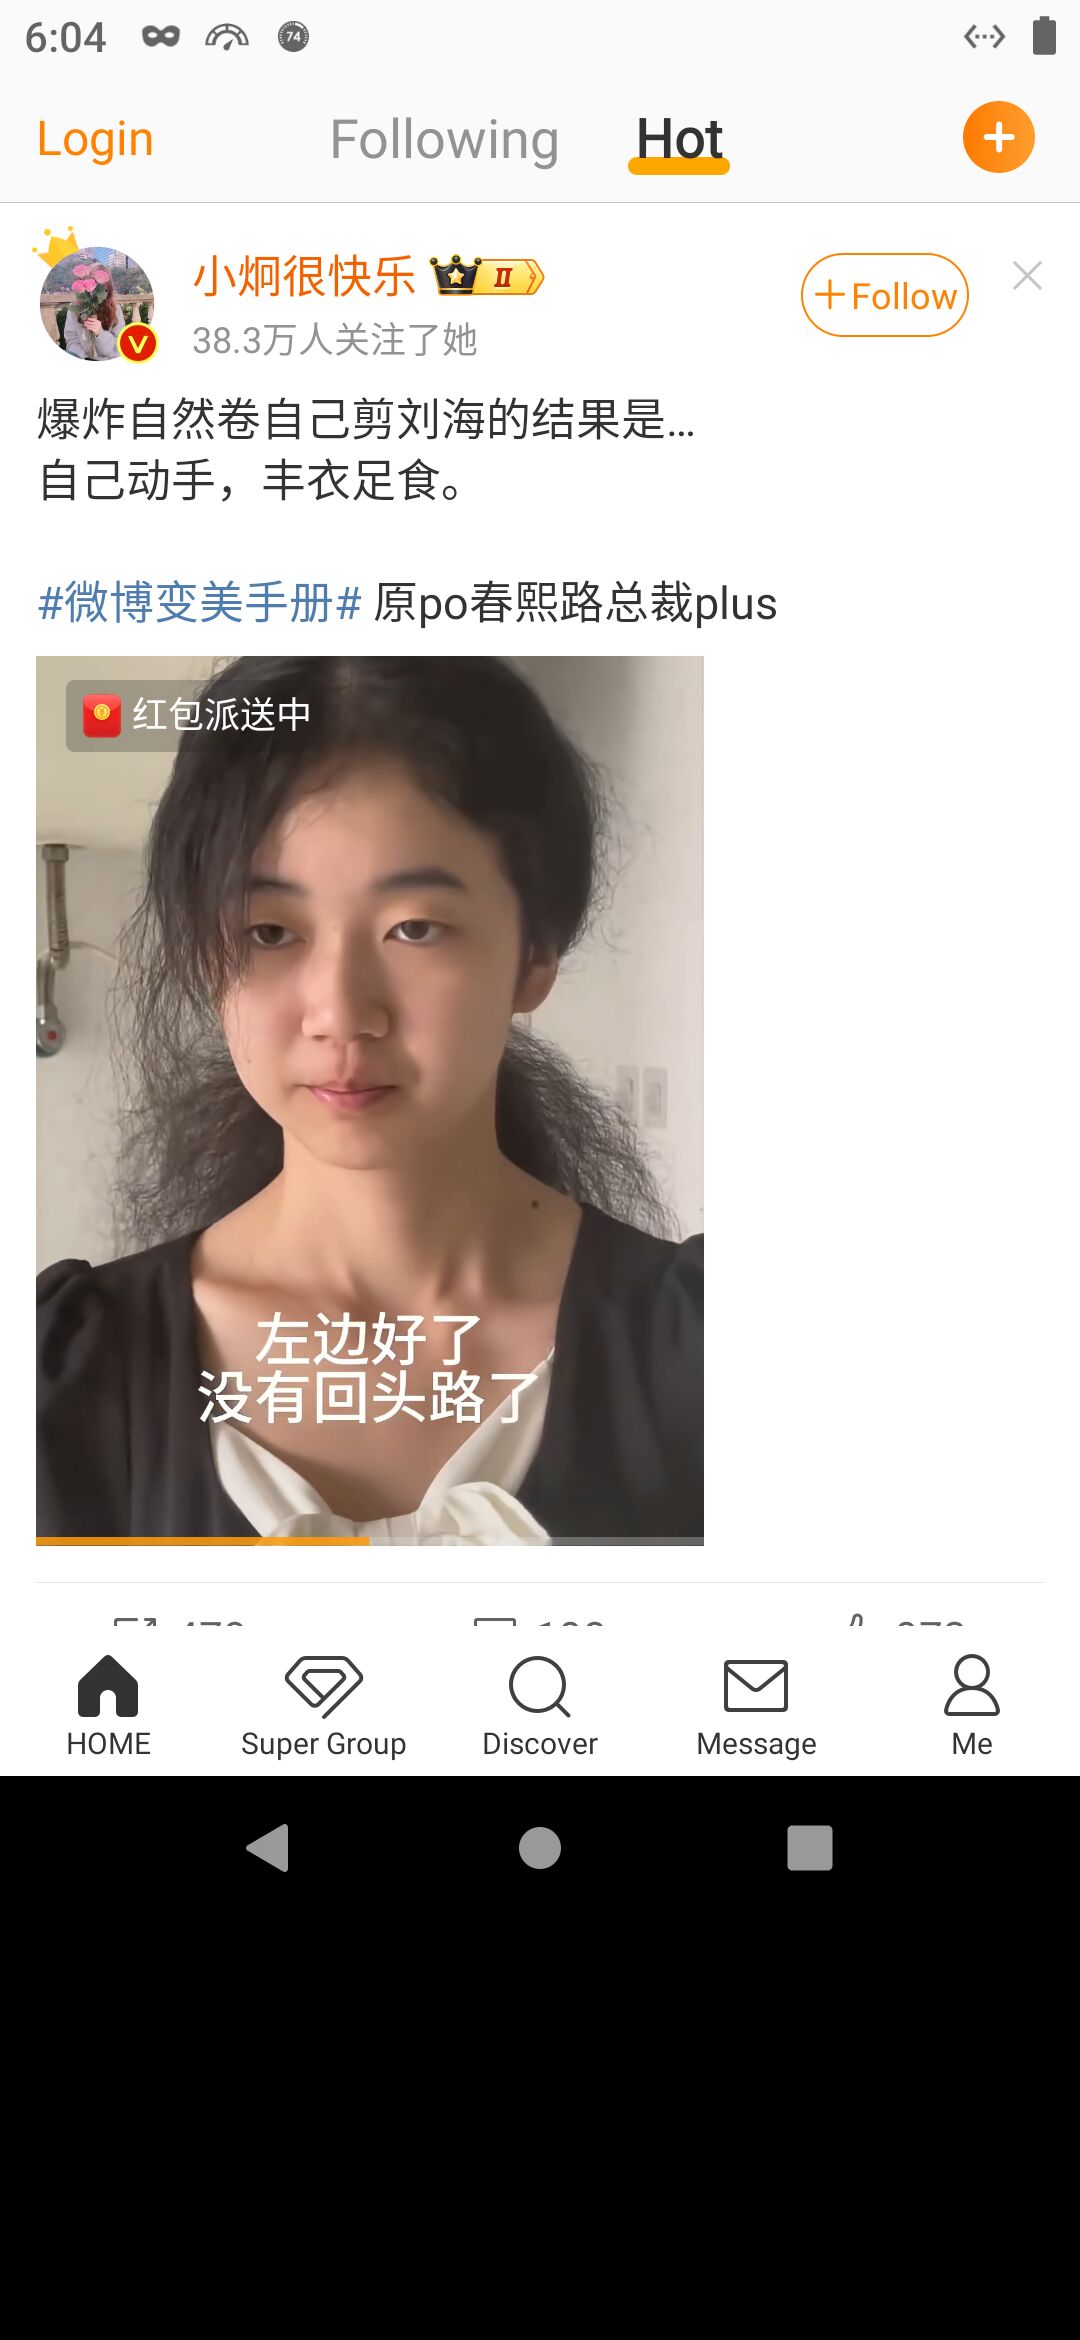 6:04
74
Login
Following
Hot
小炯很快乐
II
+Follow
38.3万人关注了她
V
爆炸自然卷自己剪刘海的结果是...
自己动手，丰衣足食。
#微博变美手册# 原po春熙路总裁plus
红包派送中
左边好了
没有回头路了
HOME
Super Group
Discover
Message
Me